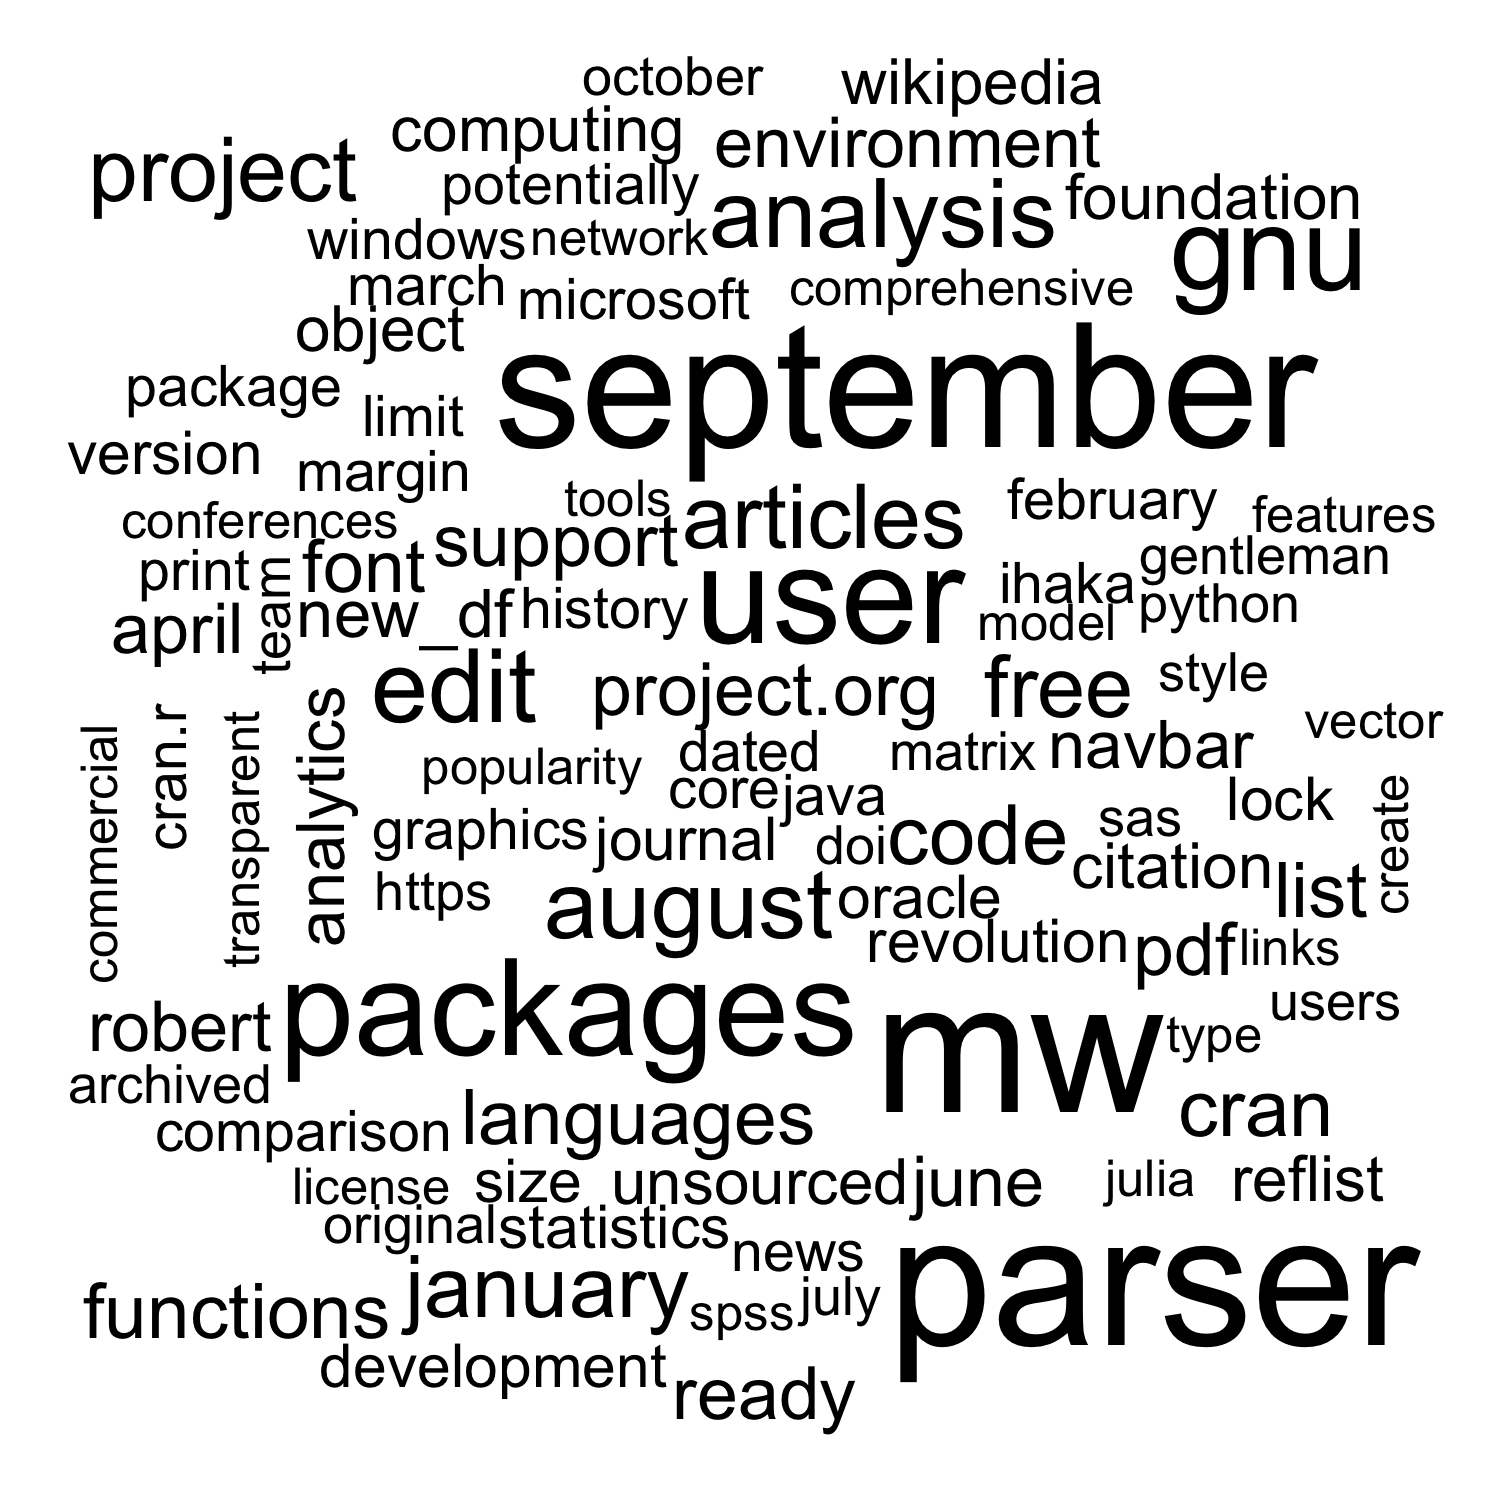 october
wikipedia
computing
environment
project
potentially
analysis
foundation
windows
network
gnu
march
microsoft
comprehensive
object
september
package
limit
version
margin
tools
articles
february
features
conferences
support
print
team
font
user
gentleman
ihaka
python
april
new_df
history
model
edit
project.org
free
style
commercial
cran.r
transparent
analytics
popularity
dated
matrix
navbar
vector
core
java
lock
create
graphics
journal
doi
code
sas
citation
list
https
august
oracle
revolution
pdf
links
robert
packages
mw
type
users
archived
comparison
languages
cran
license
size
unsourced
june
julia
reflist
original
statistics
news
parser
functions
january
spss
july
development
ready